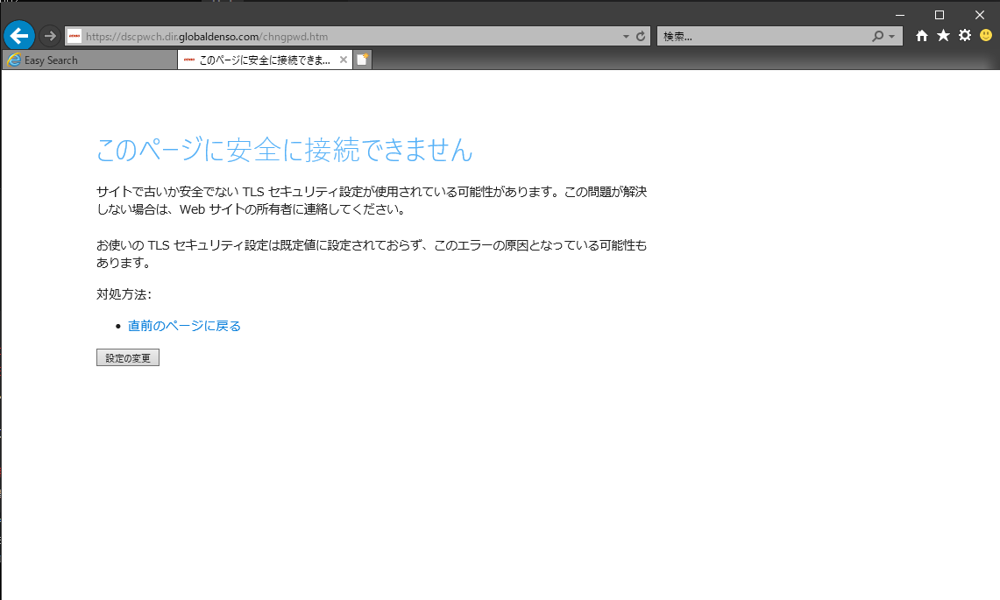 https://dscpwch.dir.globaldenso.com/chngpwd.htm
検索...
Easy Search
このページに安全に接続できま...
このページに安全に接続できません
サイトで古いか安全でない TLS セキュリティ設定が使用されている可能性があります。この問題が解決
しない場合は、Web サイトの所有者に連絡してください。
お使いの TLS セキュリティ設定は既定値に設定されておらず、このエラーの原因となっている可能性も
あります。
対処方法:
• 直前のページに戻る
設定の変更